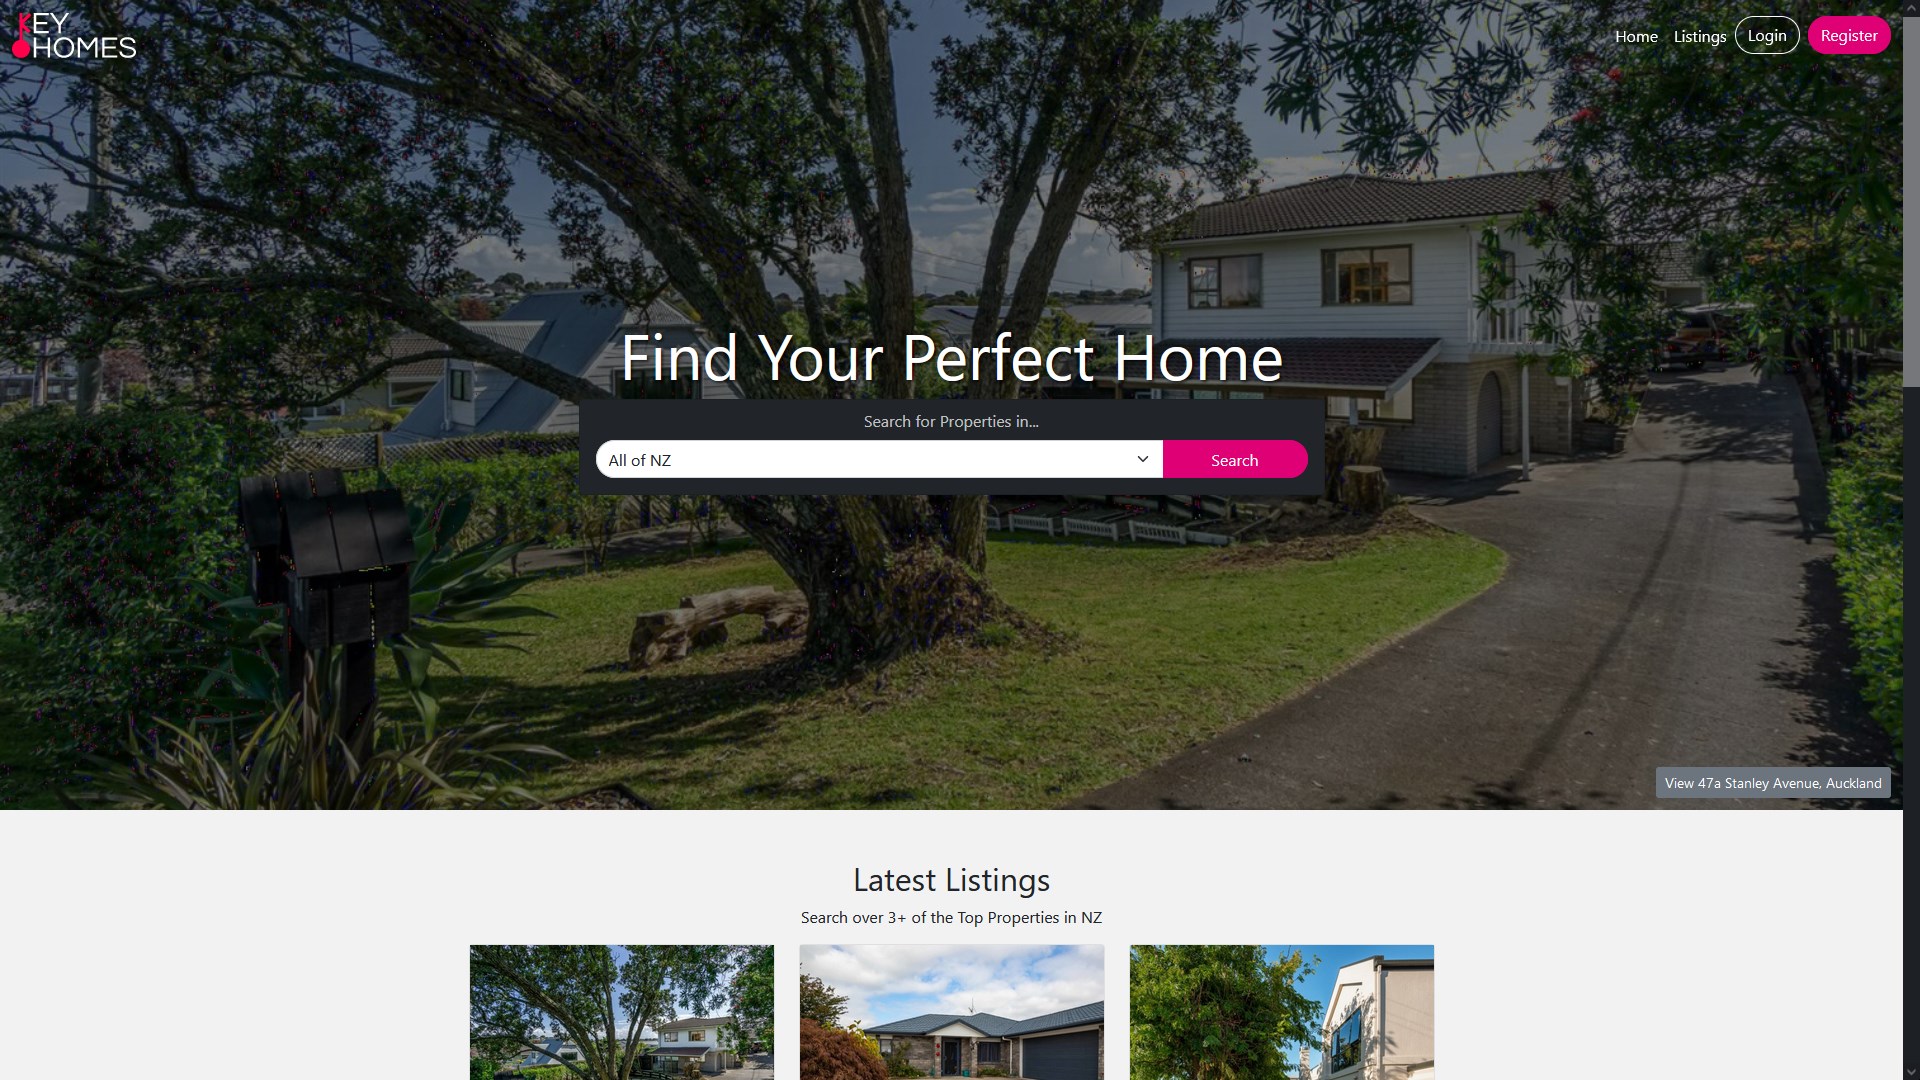 KEY
HOMES
Home
Listings
Login
Register
Find Your Perfect Home
Search for Properties in...
All of NZ
Search
View 47a Stanley Avenue, Auckland
Latest Listings
Search over 3+ of the Top Properties in NZ